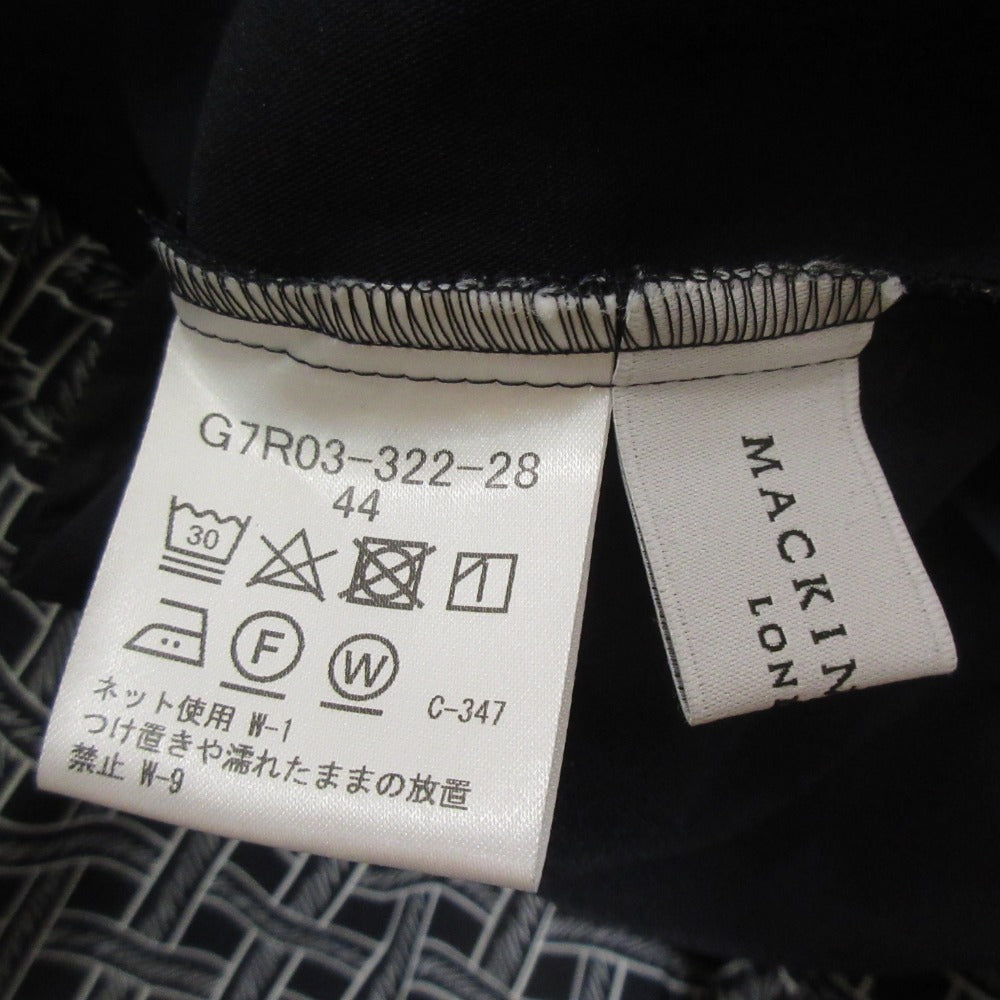 G7R03-322-28
44
30
F
W
C-347
ネット使用 W-1
つけ置きや濡れたままの放置
禁止 W-9
MACKIN
LON